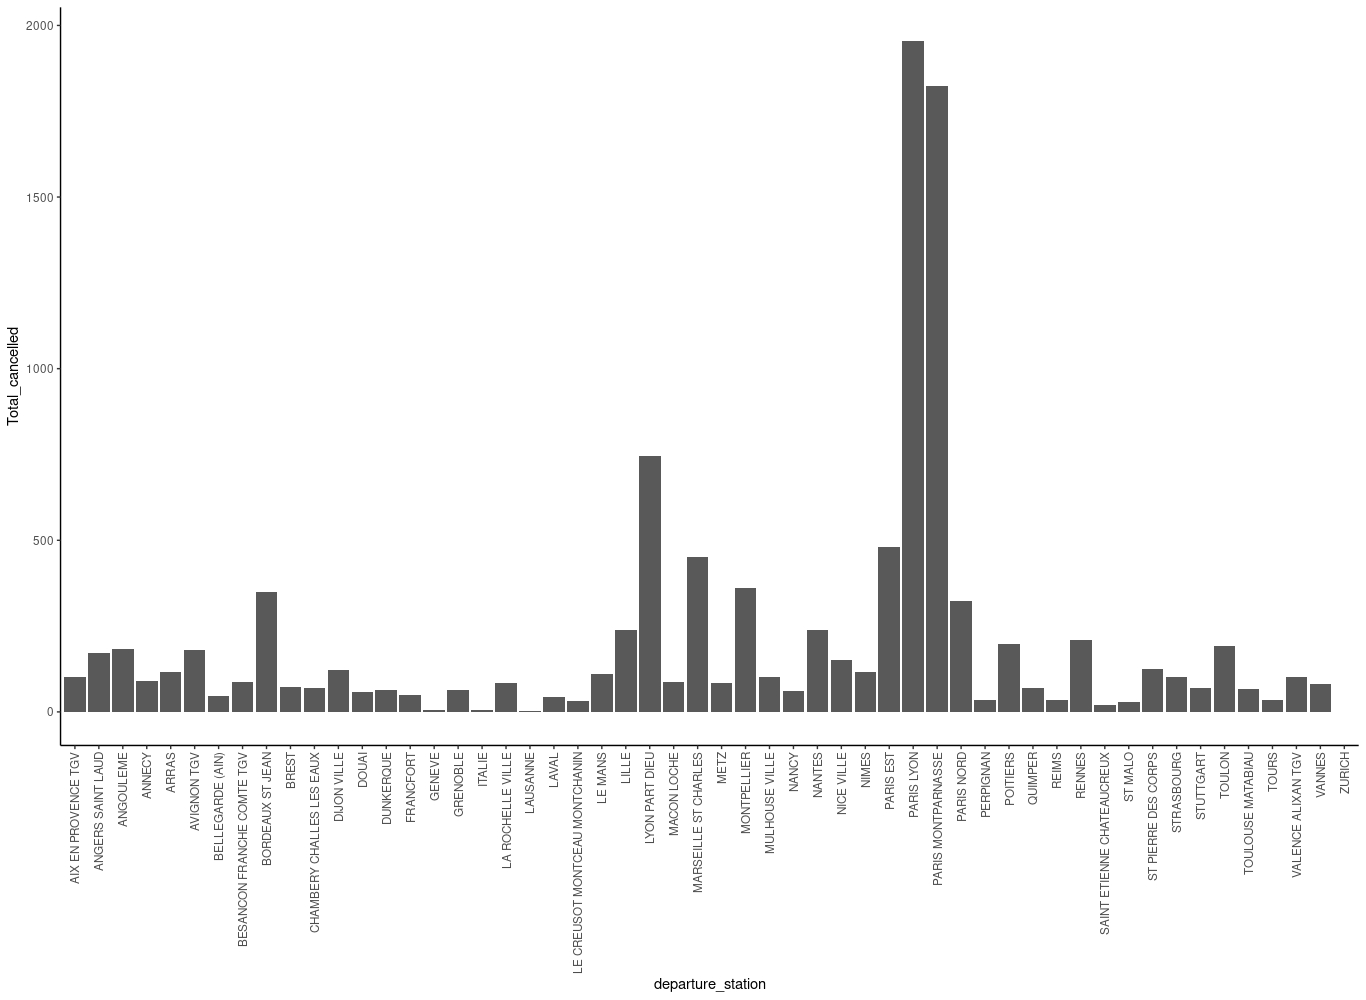 2000
1500
1000
500
0
Total_cancelled
AIX EN PROVENCE TGV
ANGERS SAINT LAUD
ANGOULEME
ANNECY
ARRAS
AVIGNON TGV
BELLEGARDE (AIN)
BESANCON FRANCHE COMTE TGV
BORDEAUX ST JEAN
BREST
CHAMBERY CHALLES LES EAUX
DIJON VILLE
DOUAI
DUNKERQUE
FRANCFORT
GENEVE
GRENOBLE
ITALIE
LA ROCHELLE VILLE
LAUSANNE
LAVAL
LE CREUSOT MONTCEAU MONTCHANIN
LE MANS
LILLE
LYON PART DIEU
MACON LOCHE
MARSEILLE ST CHARLES
METZ
MONTPELLIER
MULHOUSE VILLE
NANCY
NANTES
NICE VILLE
NIMES
PARIS EST
PARIS LYON
PARIS MONTPARNASSE
PARIS NORD
PERPIGNAN
POITIERS
QUIMPER
REIMS
RENNES
SAINT ETIENNE CHATEAUCREUX
ST MALO
ST PIERRE DES CORPS
STRASBOURG
STUTTGART
TOULON
TOULOUSE MATABIAU
TOURS
VALENCE ALIXAN TGV
VANNES
ZURICH
departure_station